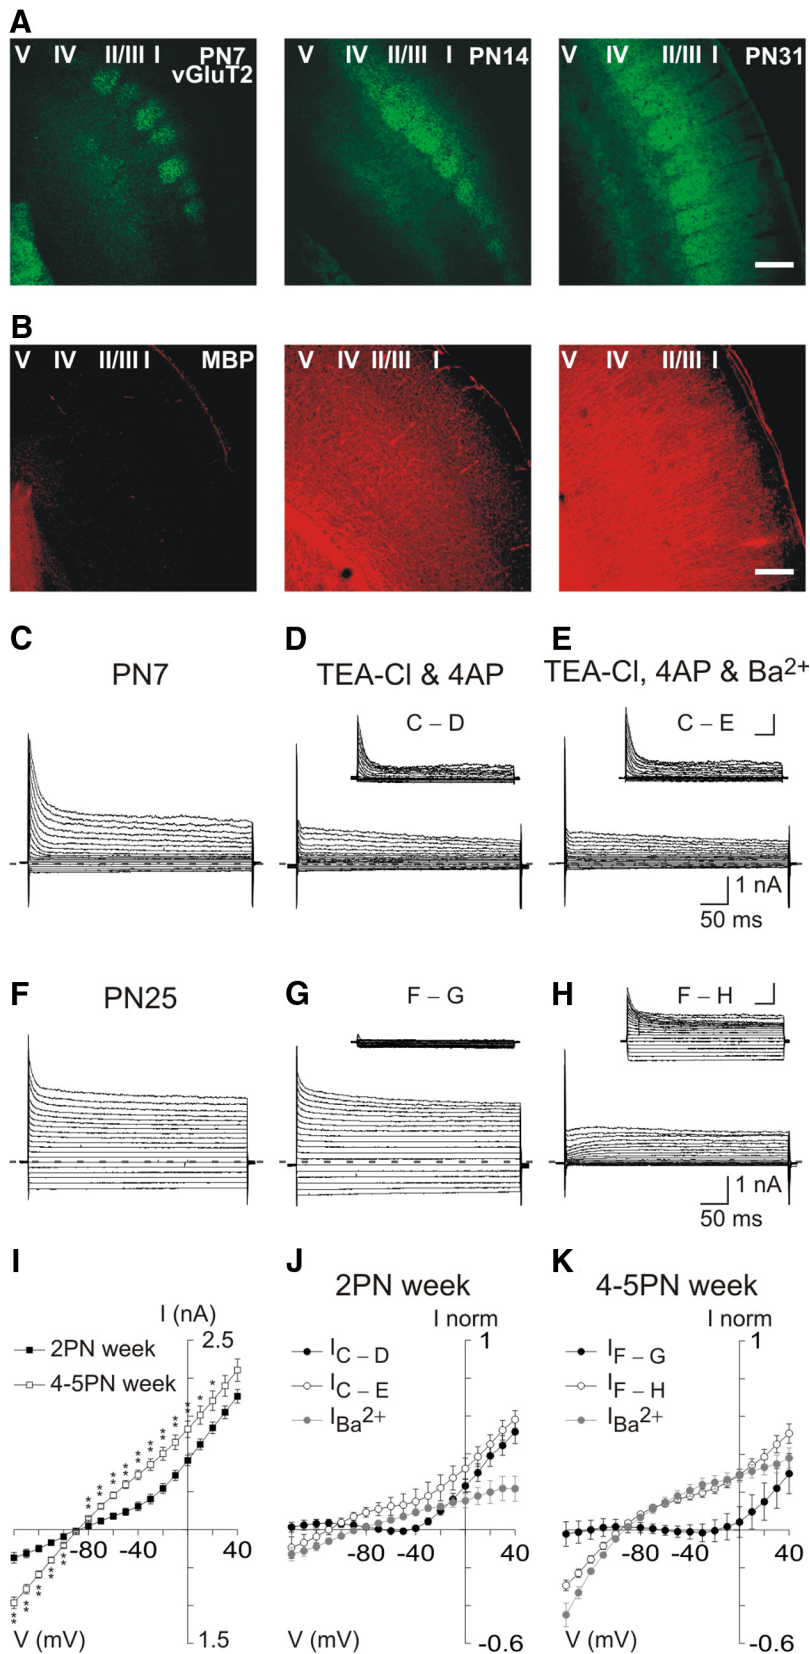 A
V IV II/III I PN7
vGluT2
V IV II/III I PN14
V IV II/III I PN31
B
V IV II/III I MBP
V IV II/III I
V IV II/III I
C D E
PN7 TEA-Cl & 4AP TEA-Cl, 4AP & Ba2+
C – D C – E
1 nA
50 ms
F G H
PN25 F – G F – H
1 nA
50 ms
I J K
2PN week 4-5PN week
I (nA) I norm I norm
2.5 1 1
2PN week
4-5PN week
IC – D
IC – E
IBa2+
IF – G
IF – H
IBa2+
** ** ** ** ** ** ** ** ** * *
-80 -40 40 -80 -40 40 -80 -40 40
** ** ** ** **
V (mV) 1.5 V (mV) -0.6 V (mV) -0.6